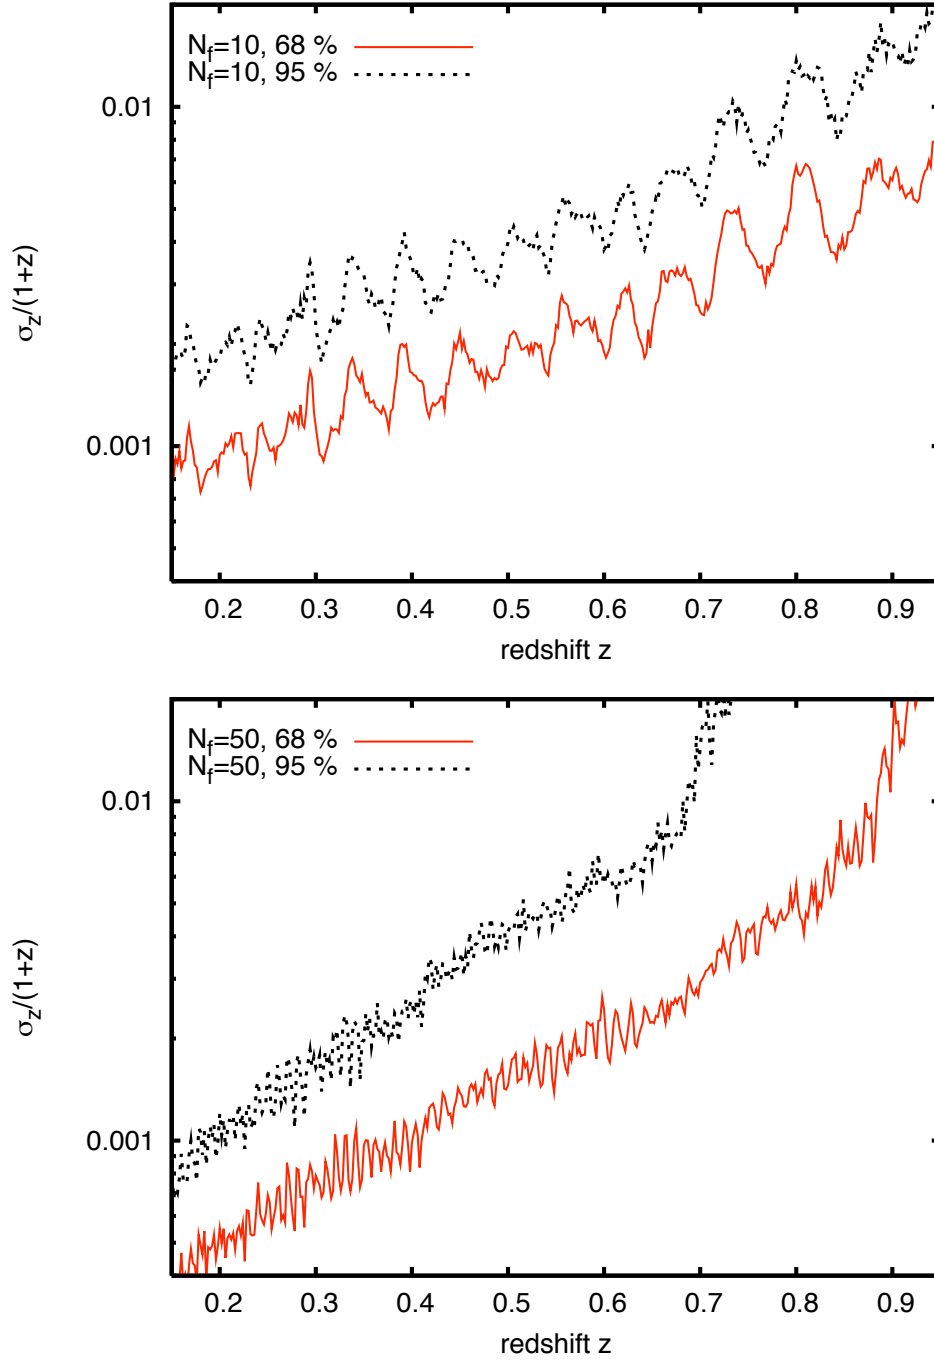 N_f=10, 68 %
N_f=10, 95 %
0.01
0.001
σ_z/(1+z)
0.2 0.3 0.4 0.5 0.6 0.7 0.8 0.9
redshift z
N_f=50, 68 %
N_f=50, 95 %
0.01
0.001
σ_z/(1+z)
0.2 0.3 0.4 0.5 0.6 0.7 0.8 0.9
redshift z